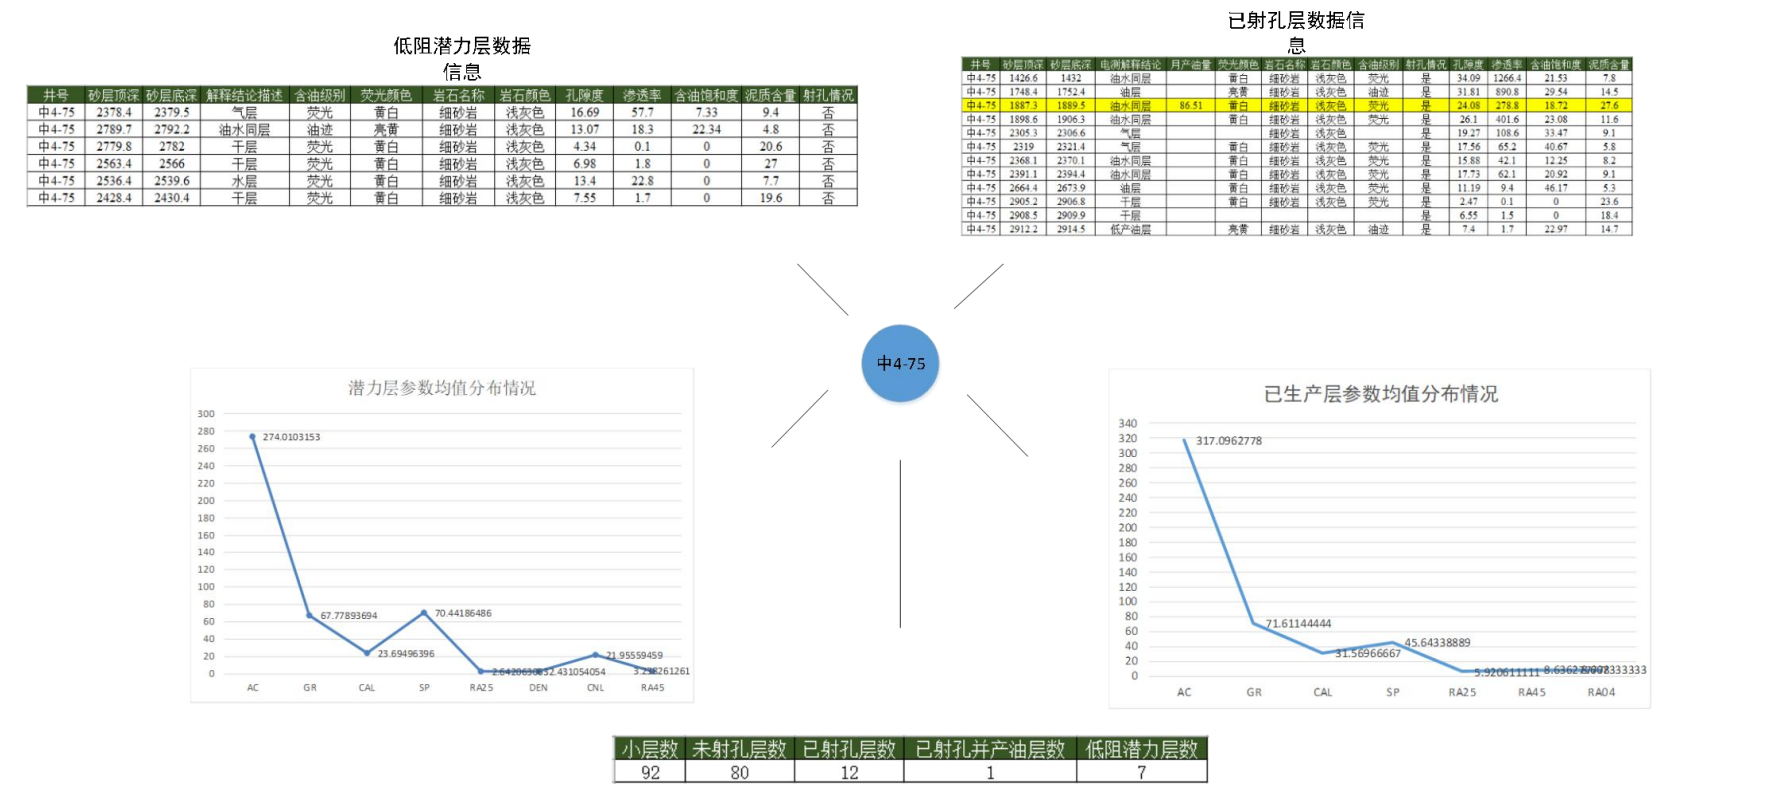 低阻潜力层数据
信息
井号 砂层顶深 砂层底深 解释结论描述 含油级别 荧光颜色 岩石名称 岩石颜色 孔隙度 渗透率 含油饱和度 泥质含量 射孔情况
中4-75 2378.4 2379.5 气层 荧光 黄白 细砂岩 浅灰色 16.69 57.7 7.33 9.4 否
中4-75 2789.7 2792.2 油水同层 油迹 亮黄 细砂岩 浅灰色 13.07 18.3 22.34 4.8 否
中4-75 2779.8 2782 干层 荧光 黄白 细砂岩 浅灰色 4.34 0.1 0 20.6 否
中4-75 2563.4 2566 干层 荧光 黄白 细砂岩 浅灰色 6.98 1.8 0 27 否
中4-75 2536.4 2539.6 水层 荧光 黄白 细砂岩 浅灰色 13.4 22.8 0 7.7 否
中4-75 2428.4 2430.4 干层 荧光 黄白 细砂岩 浅灰色 7.55 1.7 0 19.6 否
已射孔层数据信
息
井号 砂层顶深 砂层底深 电测解释结论 月产油量 荧光颜色 岩石名称 岩石颜色 含油级别 射孔情况 孔隙度 渗透率 含油饱和度 泥质含量
中4-75 1426.6 1432 油水同层 黄白 细砂岩 浅灰色 荧光 是 34.09 1266.4 21.53 7.8
中4-75 1748.4 1752.4 油层 亮黄 细砂岩 浅灰色 油迹 是 31.81 890.8 29.54 14.5
中4-75 1887.3 1889.5 油水同层 86.51 黄白 细砂岩 浅灰色 荧光 是 24.08 278.8 18.72 27.6
中4-75 1898.6 1906.3 油水同层 黄白 细砂岩 浅灰色 荧光 是 26.1 401.6 23.08 11.6
中4-75 2305.3 2306.6 气层 细砂岩 浅灰色 是 19.27 108.6 33.47 9.1
中4-75 2319 2321.4 气层 黄白 细砂岩 浅灰色 荧光 是 17.56 65.2 40.67 5.8
中4-75 2368.1 2370.1 油水同层 黄白 细砂岩 浅灰色 荧光 是 15.88 42.1 12.25 8.2
中4-75 2391.1 2394.4 油水同层 黄白 细砂岩 浅灰色 荧光 是 17.73 62.1 20.92 9.1
中4-75 2664.4 2673.9 油层 黄白 细砂岩 浅灰色 荧光 是 11.19 9.4 46.17 5.3
中4-75 2905.2 2906.8 干层 黄白 细砂岩 浅灰色 荧光 是 2.47 0.1 0 23.6
中4-75 2908.5 2909.9 干层 是 6.55 1.5 0 18.4
中4-75 2912.2 2914.5 低产油层 亮黄 细砂岩 浅灰色 油迹 是 7.4 1.7 22.97 14.7
中4-75
潜力层参数均值分布情况
300
280
260
240
220
200
180
160
140
120
100
80
60
40
20
0
274.0103153
67.77893694
23.69496396
70.44186486
2.431054054
21.95559459
3.238261261
AC GR CAL SP RA25 DEN CNL RA45
已生产层参数均值分布情况
340
320
300
280
260
240
220
200
180
160
140
120
100
80
60
40
20
0
317.0962778
71.61144444
31.56966667
45.64338889
5.920611111
AC GR CAL SP RA25 RA45 RA04
小层数 未射孔层数 已射孔层数 已射孔并产油层数 低阻潜力层数
92 80 12 1 7